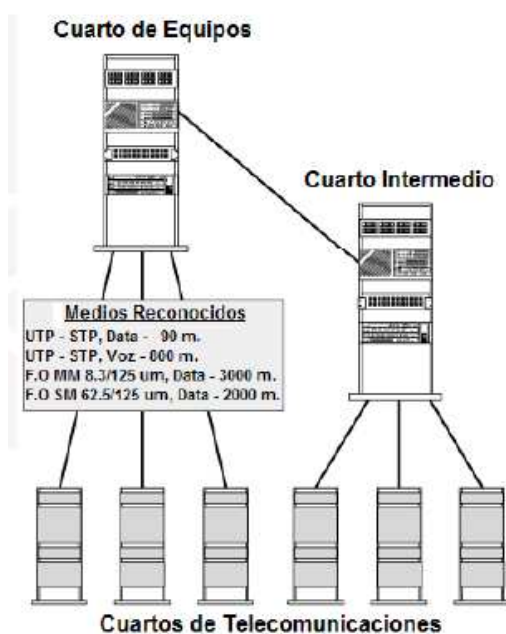 Cuarto de Equipos
Cuarto Intermedio
Medios Reconocidos
UTP - STP, Data - 90 m.
UTP - STP, Voz - 800 m.
F.O MM 8.3/125 um, Data - 3000 m.
F.O SM 62.5/125 um, Data - 2000 m.
Cuartos de Telecomunicaciones